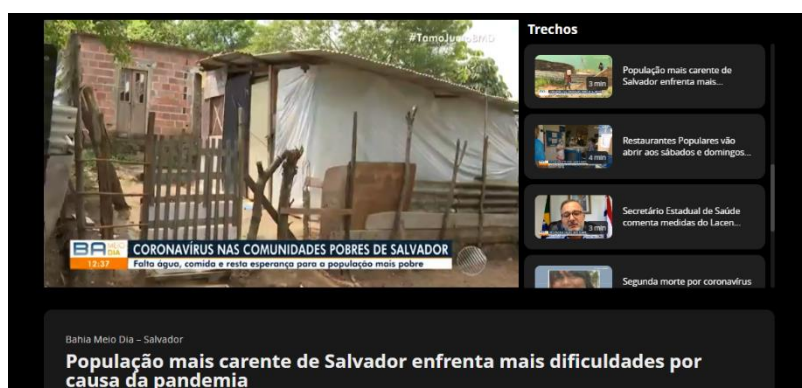 #TamoJuntoBMD
Trechos
3 min
População mais carente de
Salvador enfrenta mais...
4 min
Restaurantes Populares vão
abrir aos sábados e domingos...
3 min
Secretário Estadual de Saúde
comenta medidas do Lacen...
Segunda morte por coronavírus
BA MEIO DIA
12:37
CORONAVÍRUS NAS COMUNIDADES POBRES DE SALVADOR
Falta água, comida e resta esperança para a população mais pobre
Bahia Meio Dia – Salvador
População mais carente de Salvador enfrenta mais dificuldades por
causa da pandemia